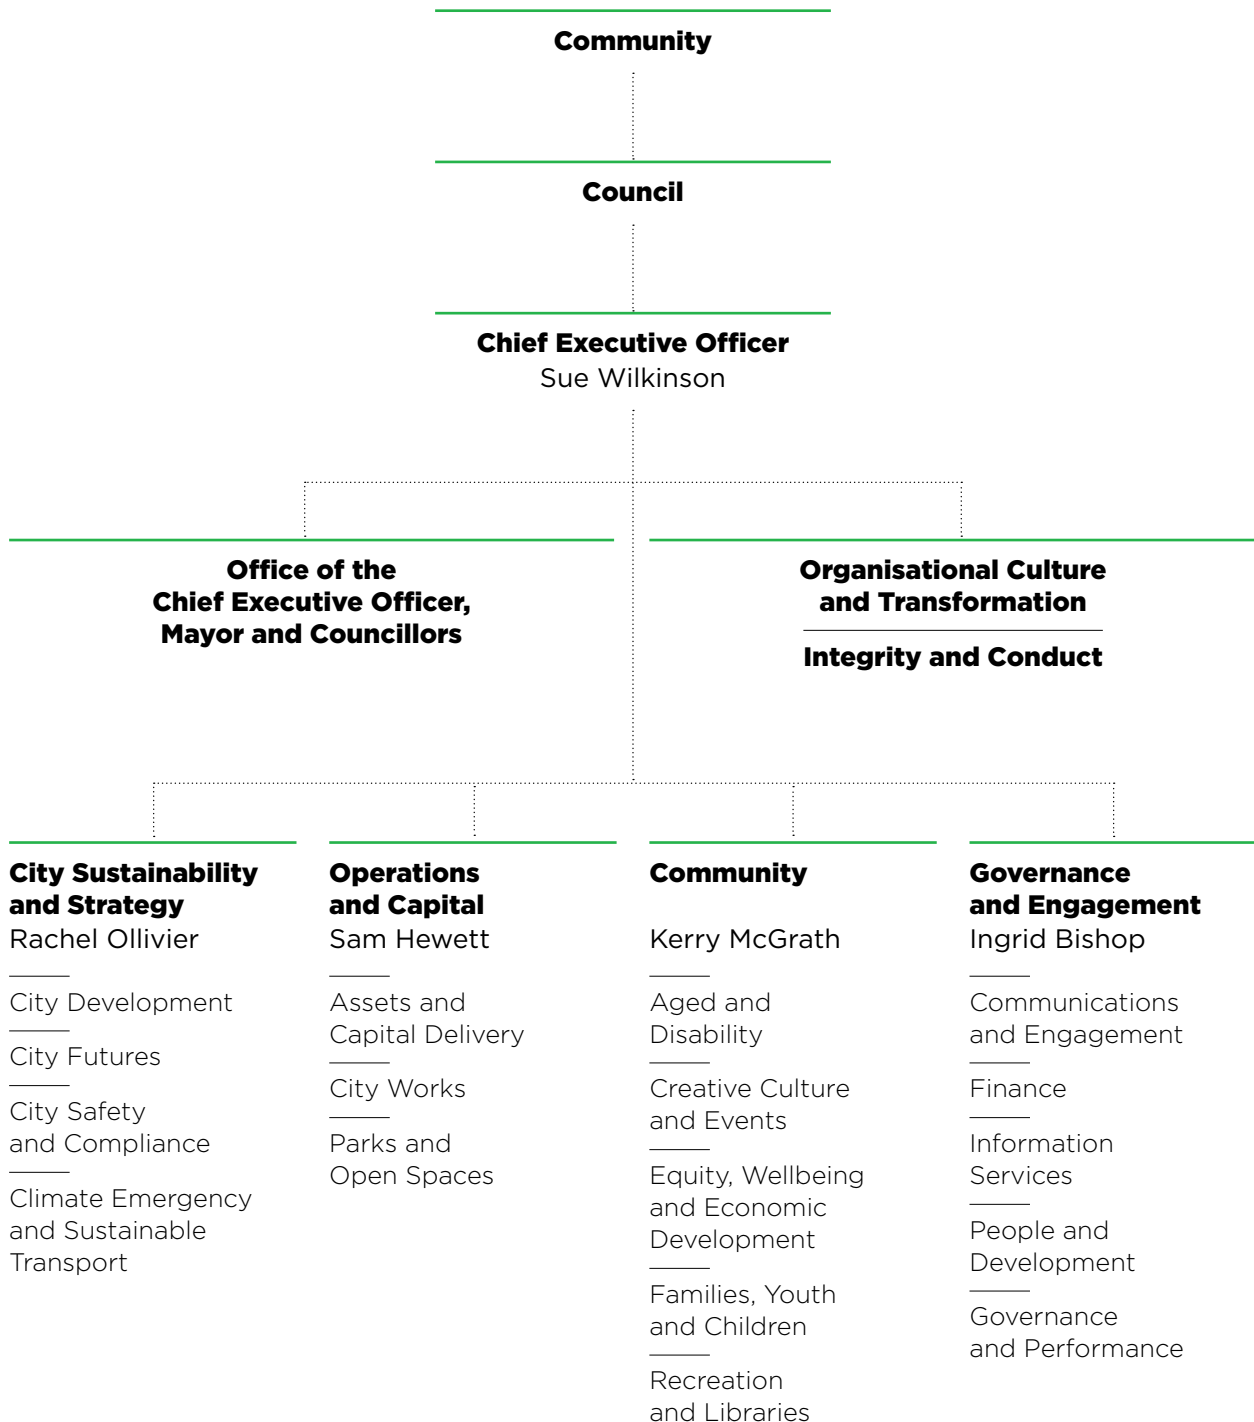 Community
Council
Chief Executive Officer
Sue Wilkinson
Office of the
Chief Executive Officer,
Mayor and Councillors
Organisational Culture
and Transformation
Integrity and Conduct
City Sustainability
and Strategy
Rachel Ollivier
City Development
City Futures
City Safety
and Compliance
Climate Emergency
and Sustainable
Transport
Operations
and Capital
Sam Hewett
Assets and
Capital Delivery
City Works
Parks and
Open Spaces
Community
Kerry McGrath
Aged and
Disability
Creative Culture
and Events
Equity, Wellbeing
and Economic
Development
Families, Youth
and Children
Recreation
and Libraries
Governance
and Engagement
Ingrid Bishop
Communications
and Engagement
Finance
Information
Services
People and
Development
Governance
and Performance